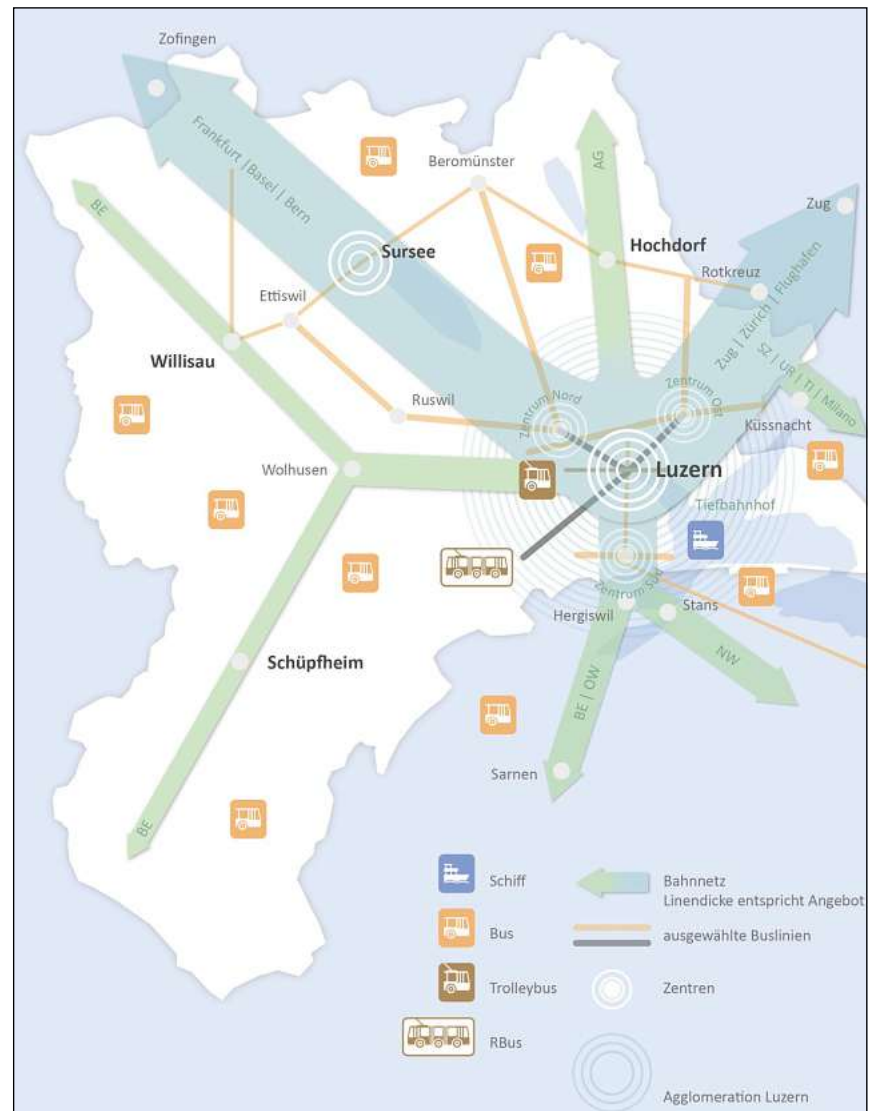 Zofingen
Frankfurt | Basel | Bern
Beromünster
AG
BE
Zug
Sursee
Hochdorf
Rotkreuz
Ettiswil
Zug | Zürich | Flughafen
Willisau
SZ | UR | TI | Milano
Ruswil
Zentrum Nord
Zentrum Ost
Küssnacht
Wolhusen
Luzern
Tiefbahnhof
Zentrum Süd
Hergiswil
Stans
Schüpfheim
NW
BE | OW
Sarnen
BE
Schiff
Bahnnetz
Linendicke entspricht Angebot
Bus
ausgewählte Buslinien
Trolleybus
Zentren
RBus
Agglomeration Luzern